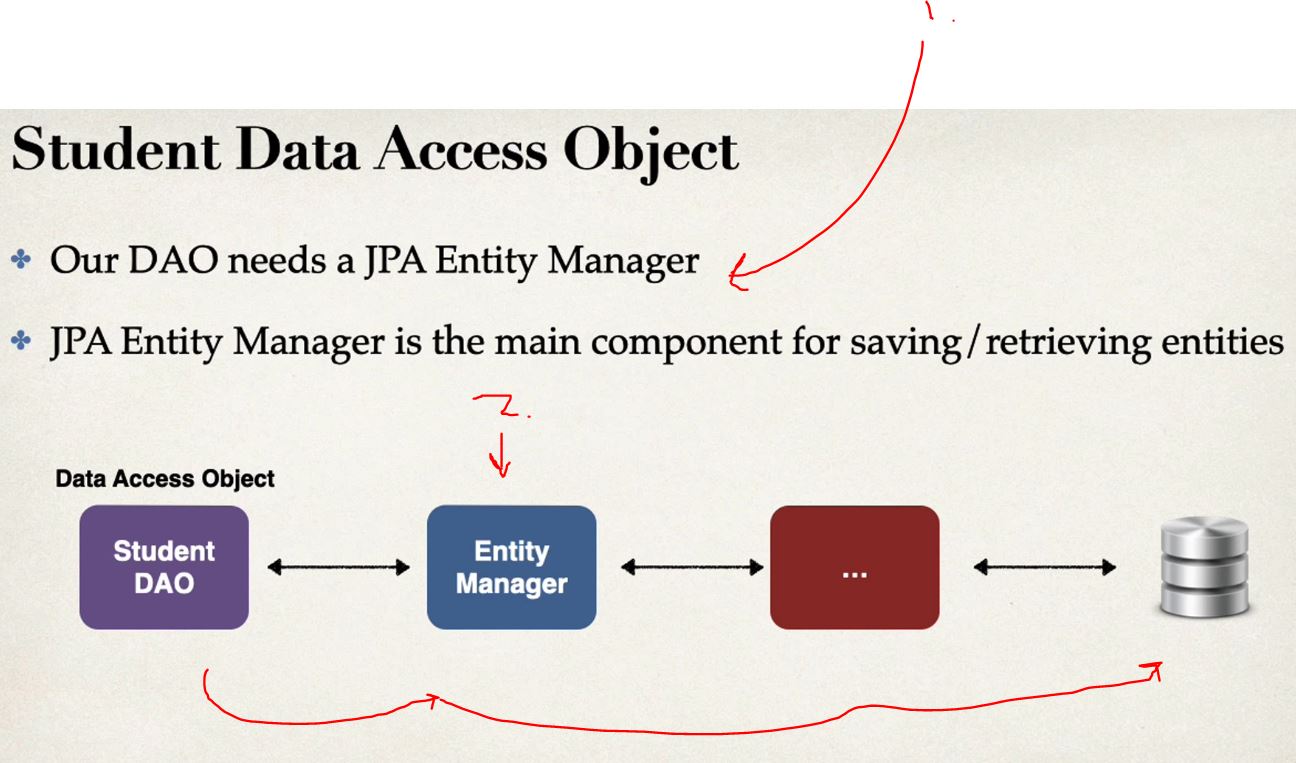 1.
Student Data Access Object
Our DAO needs a JPA Entity Manager
JPA Entity Manager is the main component for saving/retrieving entities
2.
Data Access Object
Student
DAO
Entity
Manager
...